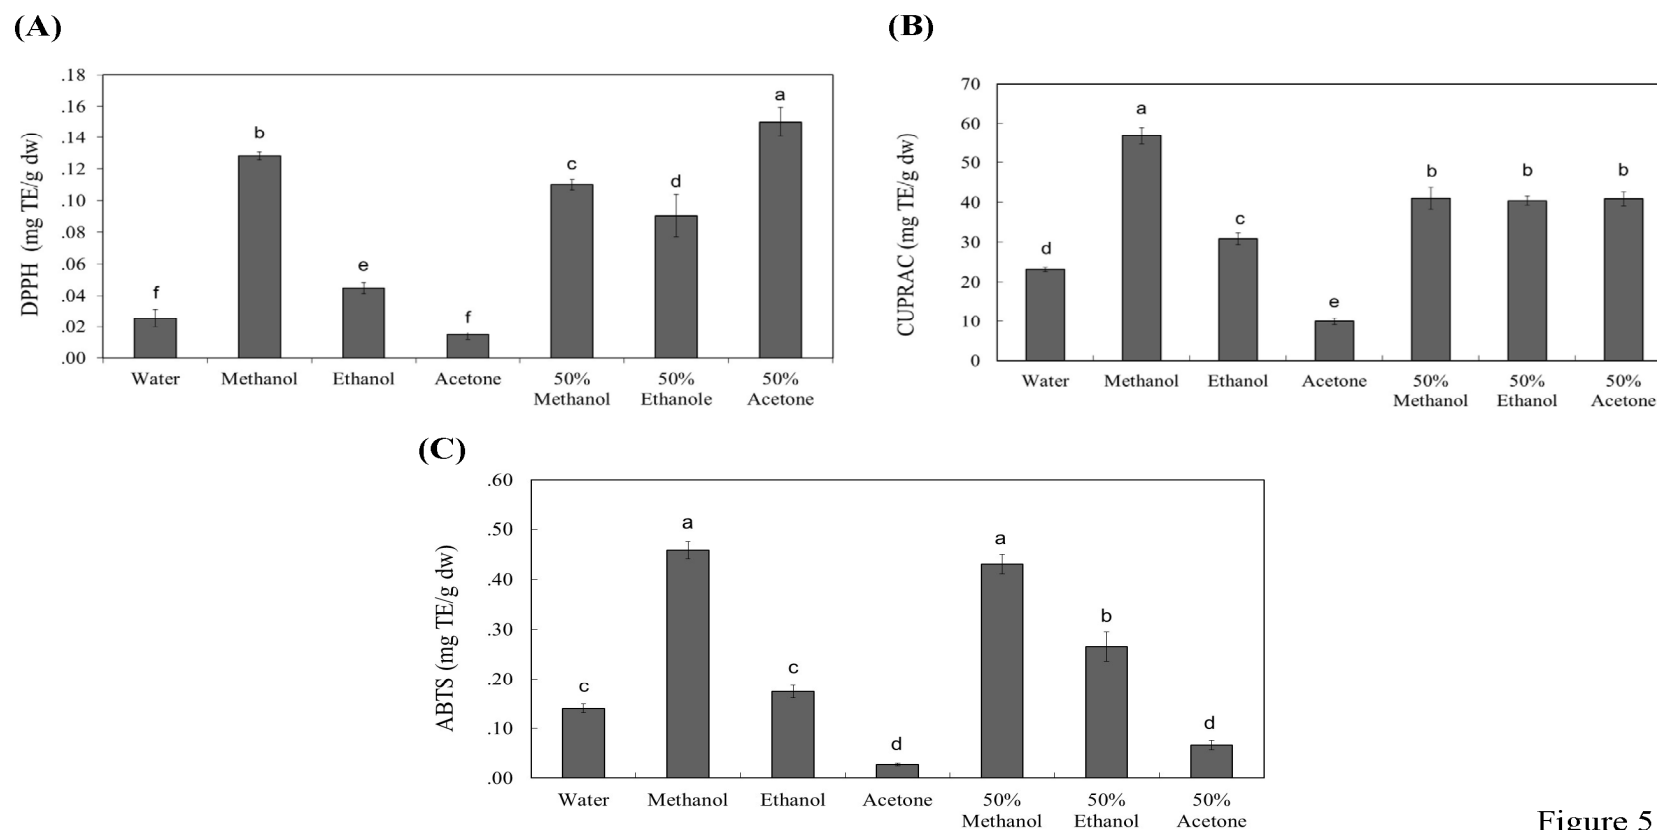 (A)
(B)
DPPH (mg TE/g dw)
.18
.16
.14
.12
.10
.08
.06
.04
.02
.00
f
b
e
f
c
d
a
Water
Methanol
Ethanol
Acetone
50%
Methanol
50%
Ethanole
50%
Acetone
CUPRAC (mg TE/g dw)
70
60
50
40
30
20
10
0
d
a
c
e
b
b
b
Water
Methanol
Ethanol
Acetone
50%
Methanol
50%
Ethanol
50%
Acetone
(C)
ABTS (mg TE/g dw)
.60
.50
.40
.30
.20
.10
.00
c
a
c
d
a
b
d
Water
Methanol
Ethanol
Acetone
50%
Methanol
50%
Ethanol
50%
Acetone
Figure 5